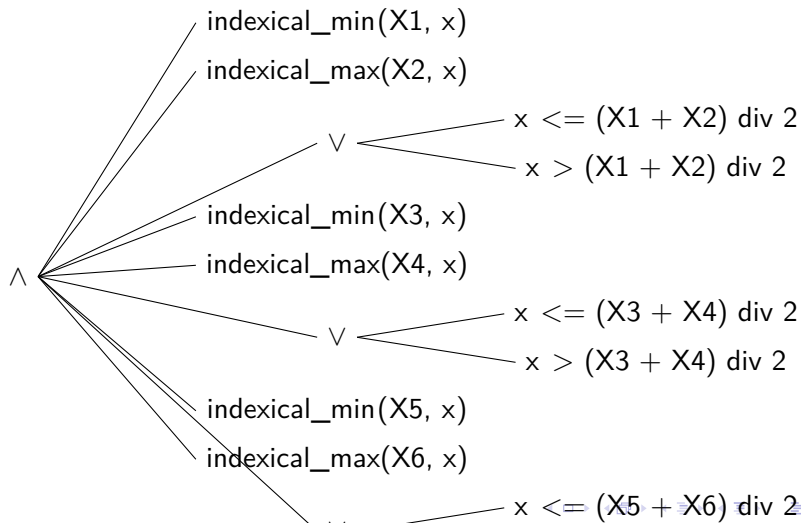 indexical_min(X1, x)
indexical_max(X2, x)
x <= (X1 + X2) div 2
∨
x > (X1 + X2) div 2
indexical_min(X3, x)
indexical_max(X4, x)
∧
x <= (X3 + X4) div 2
∨
x > (X3 + X4) div 2
indexical_min(X5, x)
indexical_max(X6, x)
x <= (X5 + X6) div 2